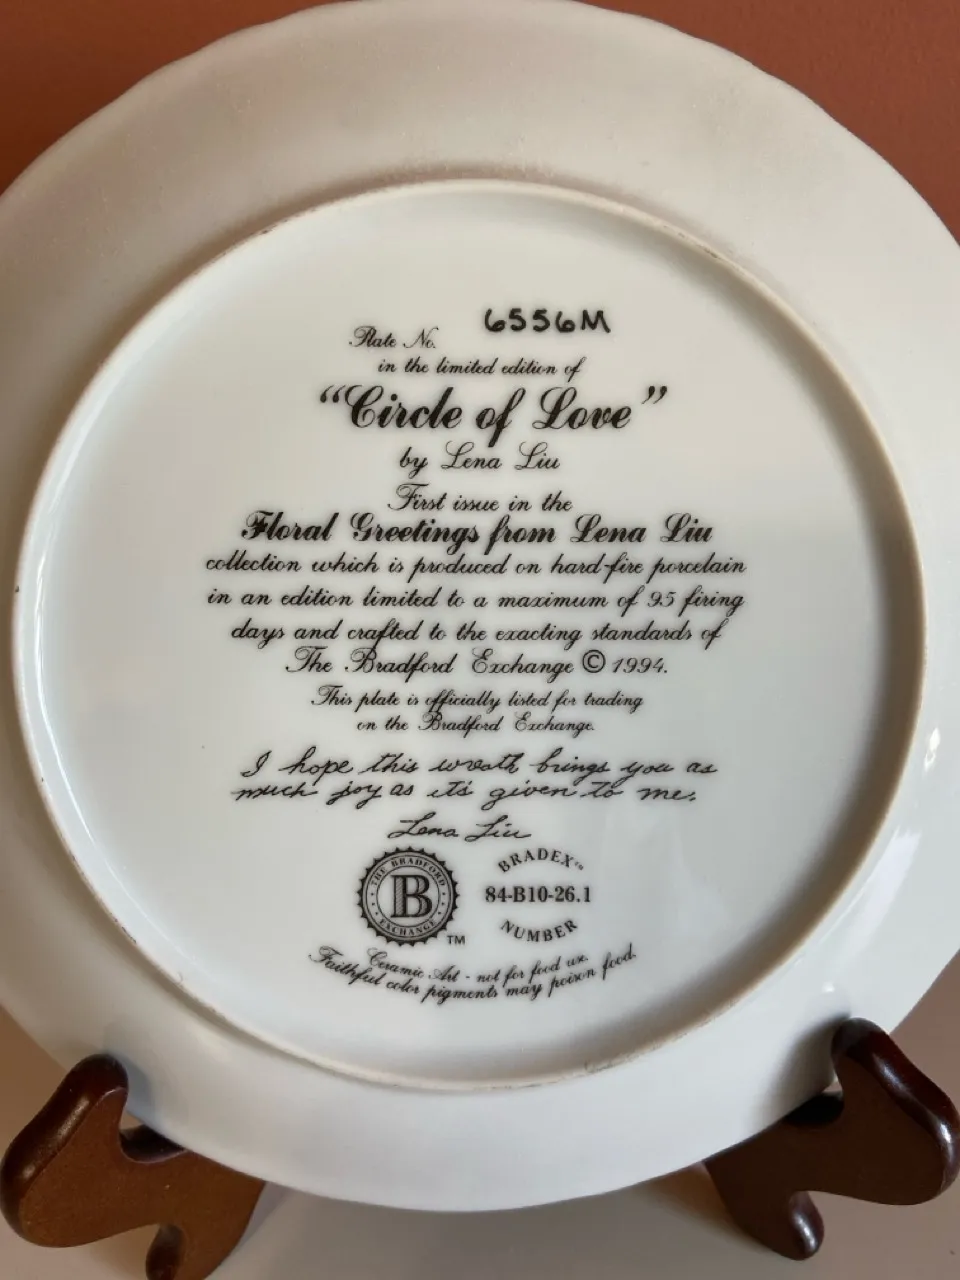 6556M
Plate No.
in the limited edition of
“Circle of Love”
by Lena Liu
First issue in the
Floral Greetings from Lena Liu
collection which is produced on hard-fire porcelain
in an edition limited to a maximum of 95 firing
days and crafted to the exacting standards of
The Bradford Exchange © 1994.
This plate is officially listed for trading
on the Bradford Exchange.
I hope this wreath brings you as
much joy as its given to me.
Lena Liu
THE BRADFORD
B
EXCHANGE
TM
BRADEX™
84-B10-26.1
NUMBER
Ceramic Art - not for food use.
Faithful color pigments may poison food.